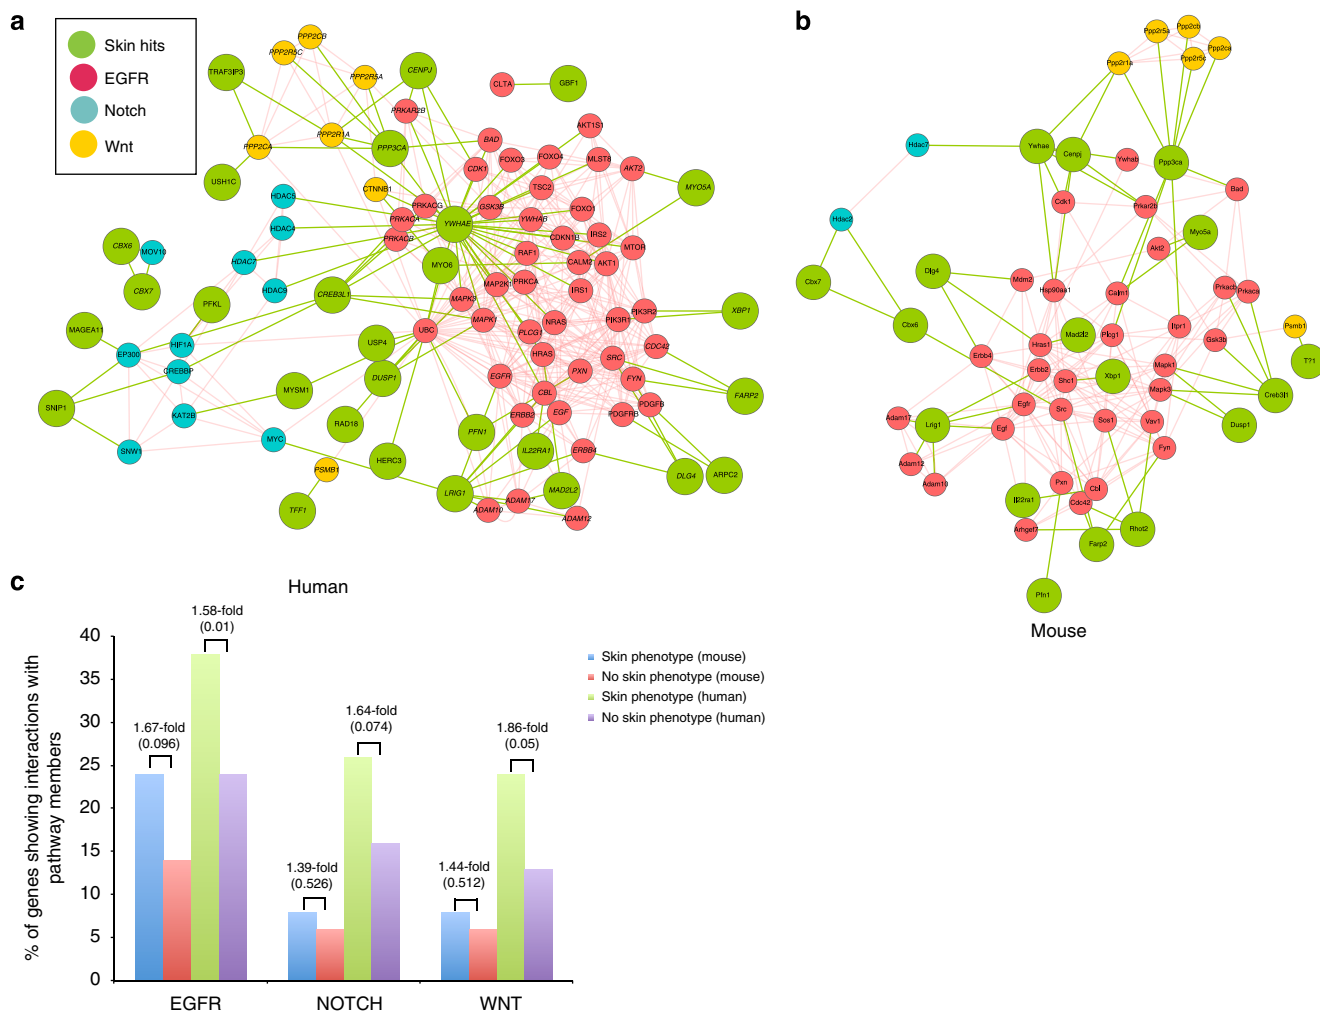 a
Skin hits
EGFR
Notch
Wnt
PPP2CB
PPP2R5C
TRAF3IP3
PPP2R5A
CENPJ
CLTA
GBF1
PRKAR2B
PPP2R1A
PPP2CA
PPP3CA
BAD
AKT1S1
FOXO3
FOXO4
MLST8
AKT2
CDK1
USH1C
CTNNB1
TSC2
MYO5A
HDAC5
PRKACG
GSK3B
FOXO1
PRKACA
YWHAE
YWHAB
HDAC4
PRKACB
CDKN1B
IRS2
MTOR
CBX6
MOV10
HDAC7
MYO6
RAF1
CALM2
AKT1
CBX7
HDAC9
CREB3L1
MAP2K1
PRKCA
IRS1
PFKL
MAPK3
XBP1
MAGEA11
UBC
MAPK1
NRAS
PIK3R1
PIK3R2
PLCG1
HIF1A
USP4
EP300
HRAS
CDC42
SRC
CREBBP
DUSP1
EGFR
PXN
FYN
MYSM1
CBL
FARP2
SNIP1
KAT2B
ERBB2
EGF
PDGFB
PDGFRB
RAD18
PFN1
MYC
SNW1
IL22RA1
ERBB4
HERC3
PSMB1
DLG4
ARPC2
LRIG1
MAD2L2
TFF1
ADAM17
ADAM10
ADAM12
Human
b
Ppp2r5a
Ppp2cb
Ppp2ca
Ppp2r1a
Ppp2r5c
Hdac7
Ywhae
Cenpj
Ywhab
Ppp3ca
Bad
Cdk1
Prkar2b
Hdac2
Akt2
Myo5a
Cbx7
Dlg4
Mdm2
Hsp90aa1
Calm1
Prkacb
Prkaca
Cbx6
Mad2l2
Plcg1
Itpr1
Psmb1
Gsk3b
Hras1
Erbb4
Tf1
Erbb2
Shc1
Xbp1
Mapk1
Mapk3
Creb3l1
Egfr
Src
Adam17
Lrig1
Egf
Sos1
Vav1
Dusp1
Fyn
Adam12
Adam10
Pxn
Cbl
Il22ra1
Cdc42
Arhgef7
Rhot2
Farp2
Pfn1
Mouse
c
% of genes showing interactions with
pathway members
40
35
30
25
20
15
10
5
0
1.58-fold
(0.01)
1.67-fold
(0.096)
1.64-fold
(0.074)
1.86-fold
(0.05)
1.39-fold
(0.526)
1.44-fold
(0.512)
EGFR
NOTCH
WNT
Skin phenotype (mouse)
No skin phenotype (mouse)
Skin phenotype (human)
No skin phenotype (human)